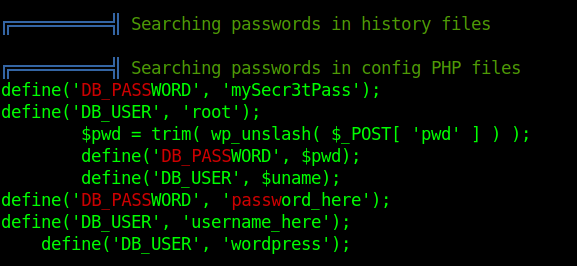 ╔══════════╣ Searching passwords in history files

╔══════════╣ Searching passwords in config PHP files
define('DB_PASSWORD', 'mySecr3tPass');
define('DB_USER', 'root');
        $pwd = trim( wp_unslash( $_POST[ 'pwd' ] ) );
        define('DB_PASSWORD', $pwd);
        define('DB_USER', $uname);
define('DB_PASSWORD', 'password_here');
define('DB_USER', 'username_here');
    define('DB_USER', 'wordpress');